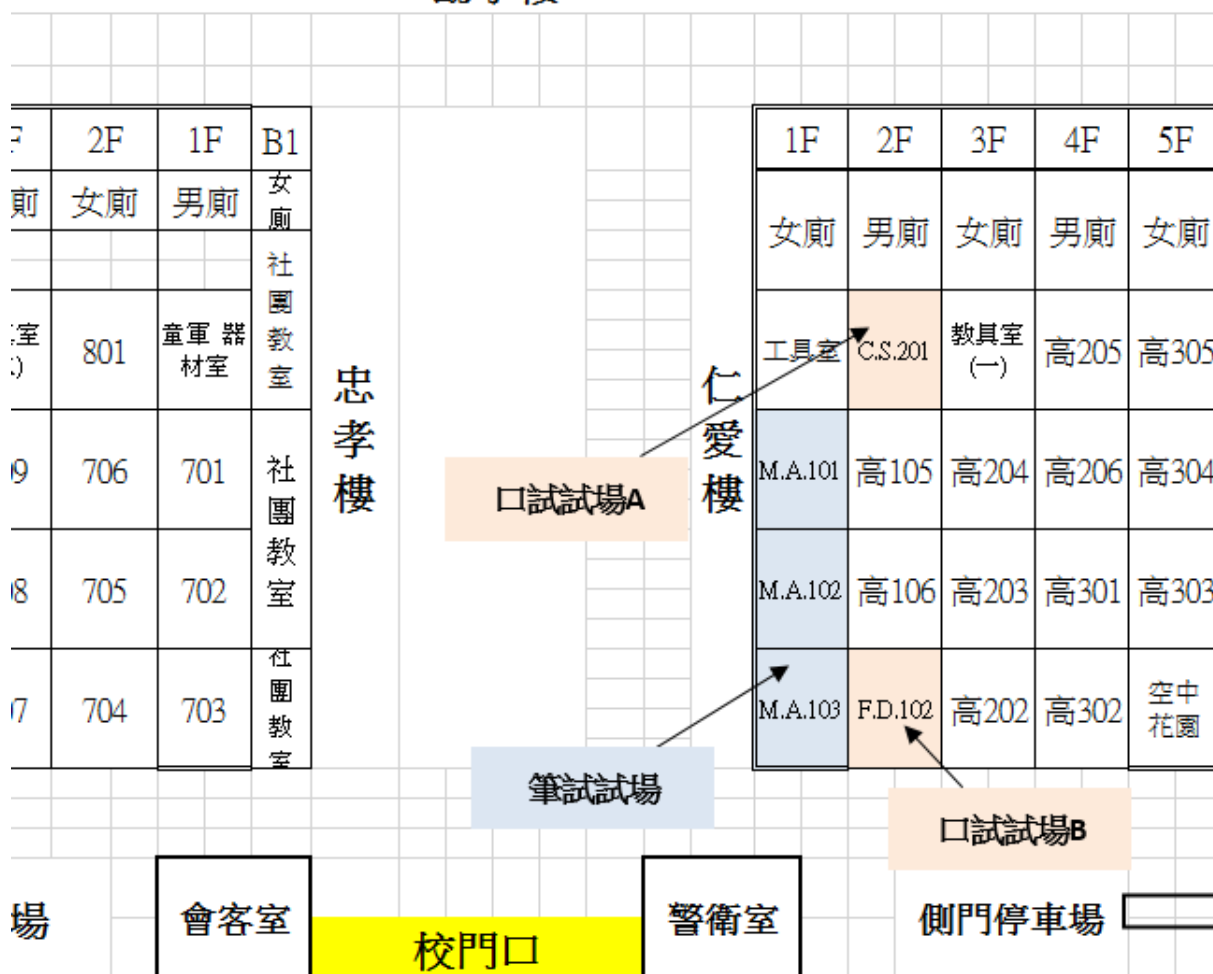 2F 1F B1
女廁 男廁 女廁
社團教室
801 童軍 器材室
706 701 社團教室
705 702
704 703 社團教室
忠孝樓
仁愛樓
1F 2F 3F 4F 5F
女廁 男廁 女廁 男廁 女廁
工具室 C.S.201 教具室(一) 高205 高305
M.A.101 高105 高204 高206 高304
M.A.102 高106 高203 高301 高303
M.A.103 F.D.102 高202 高302 空中花園
口試試場A
筆試試場
口試試場B
場 會客室 校門口 警衛室 側門停車場